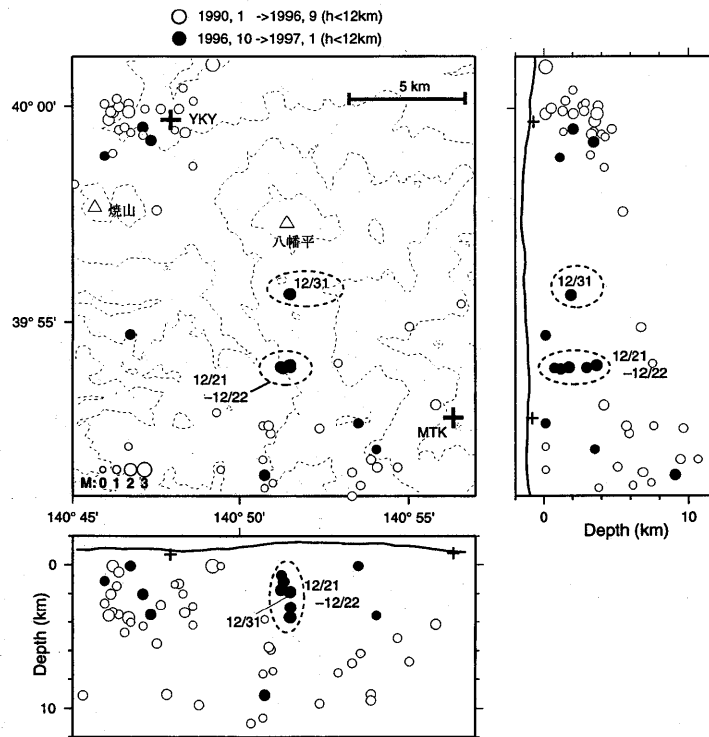 ○ 1990, 1 ->1996, 9 (h<12km)
● 1996, 10 ->1997, 1 (h<12km)
40° 00'
5 km
YKY
焼山
八幡平
12/31
12/31
39° 55'
12/21
–12/22
12/21
–12/22
MTK
M: 0 1 2 3
140° 45'
140° 50'
140° 55'
0
10
Depth (km)
0
12/21
–12/22
12/31
Depth (km)
10